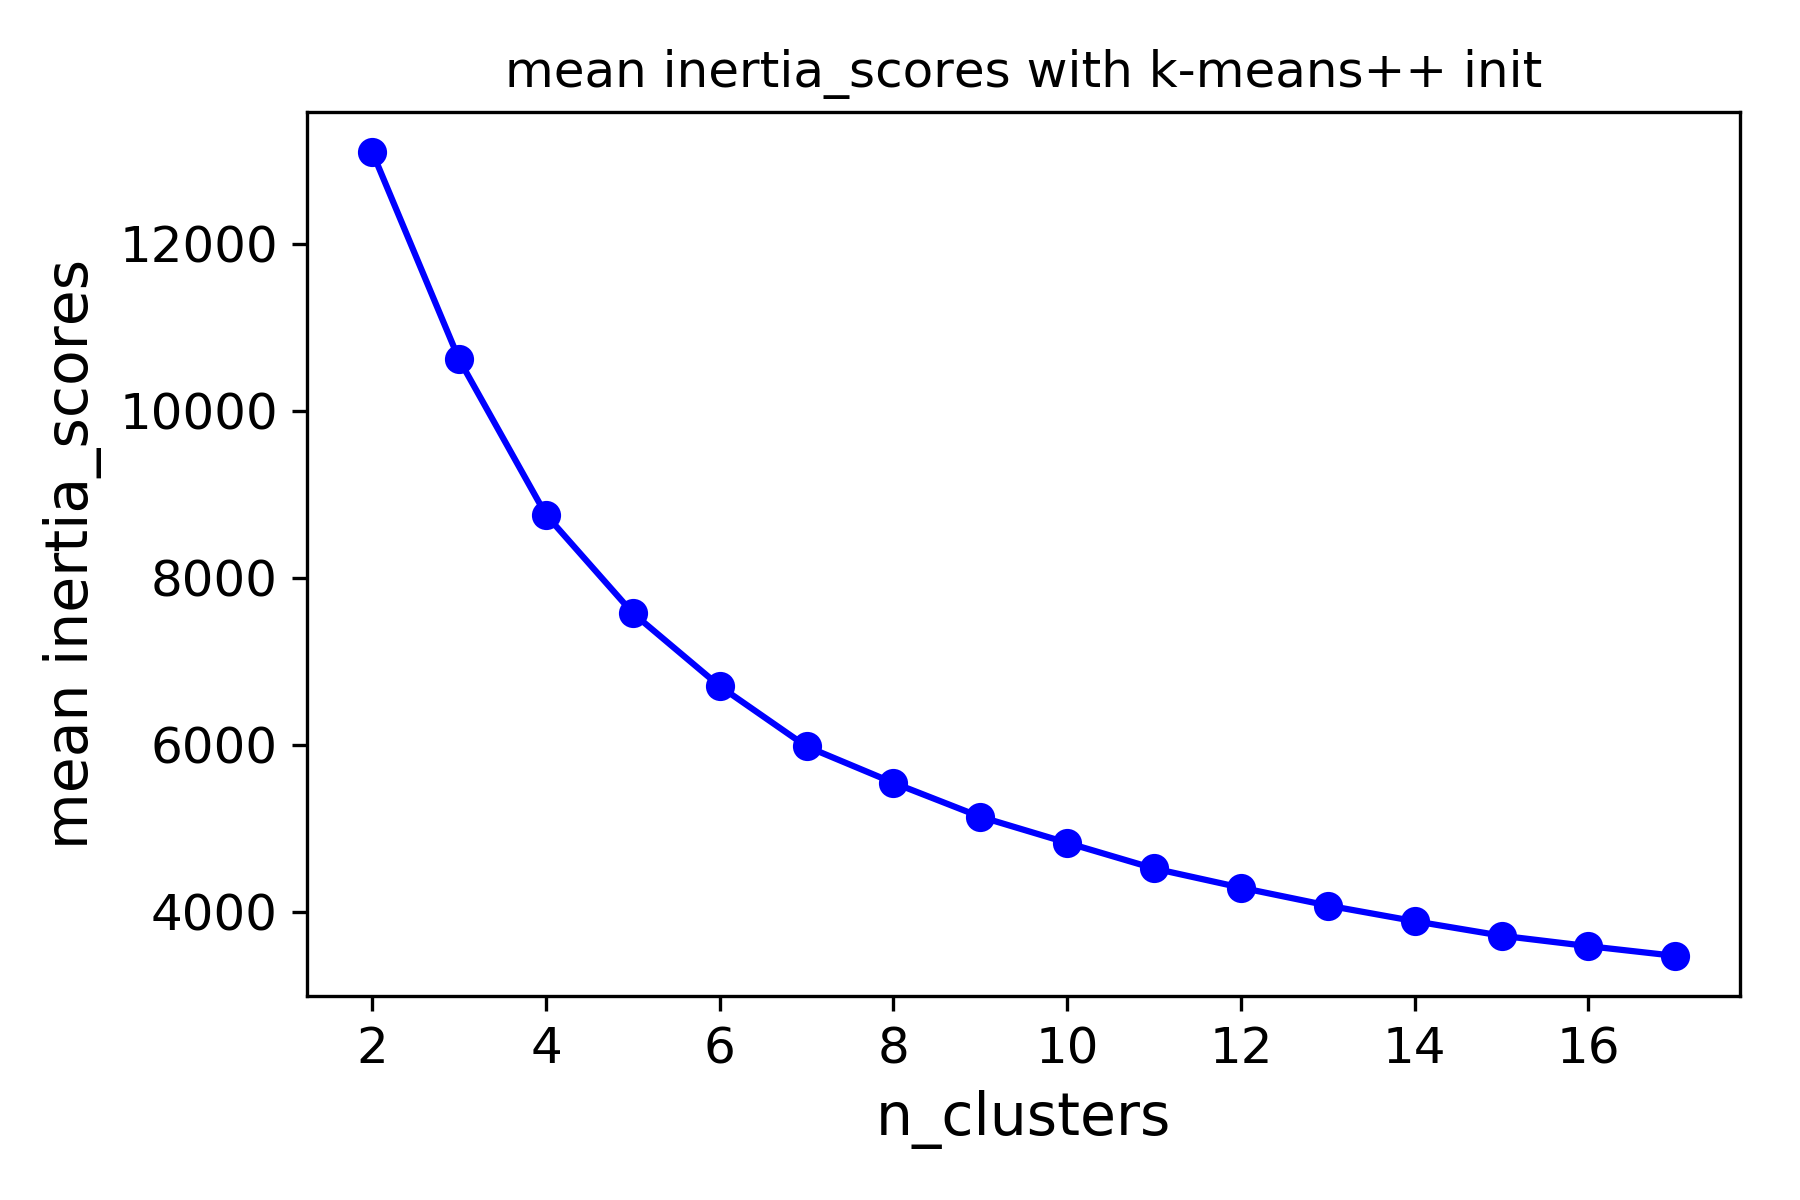 mean inertia_scores with k-means++ init
mean inertia_scores
12000
10000
8000
6000
4000
2 4 6 8 10 12 14 16
n_clusters